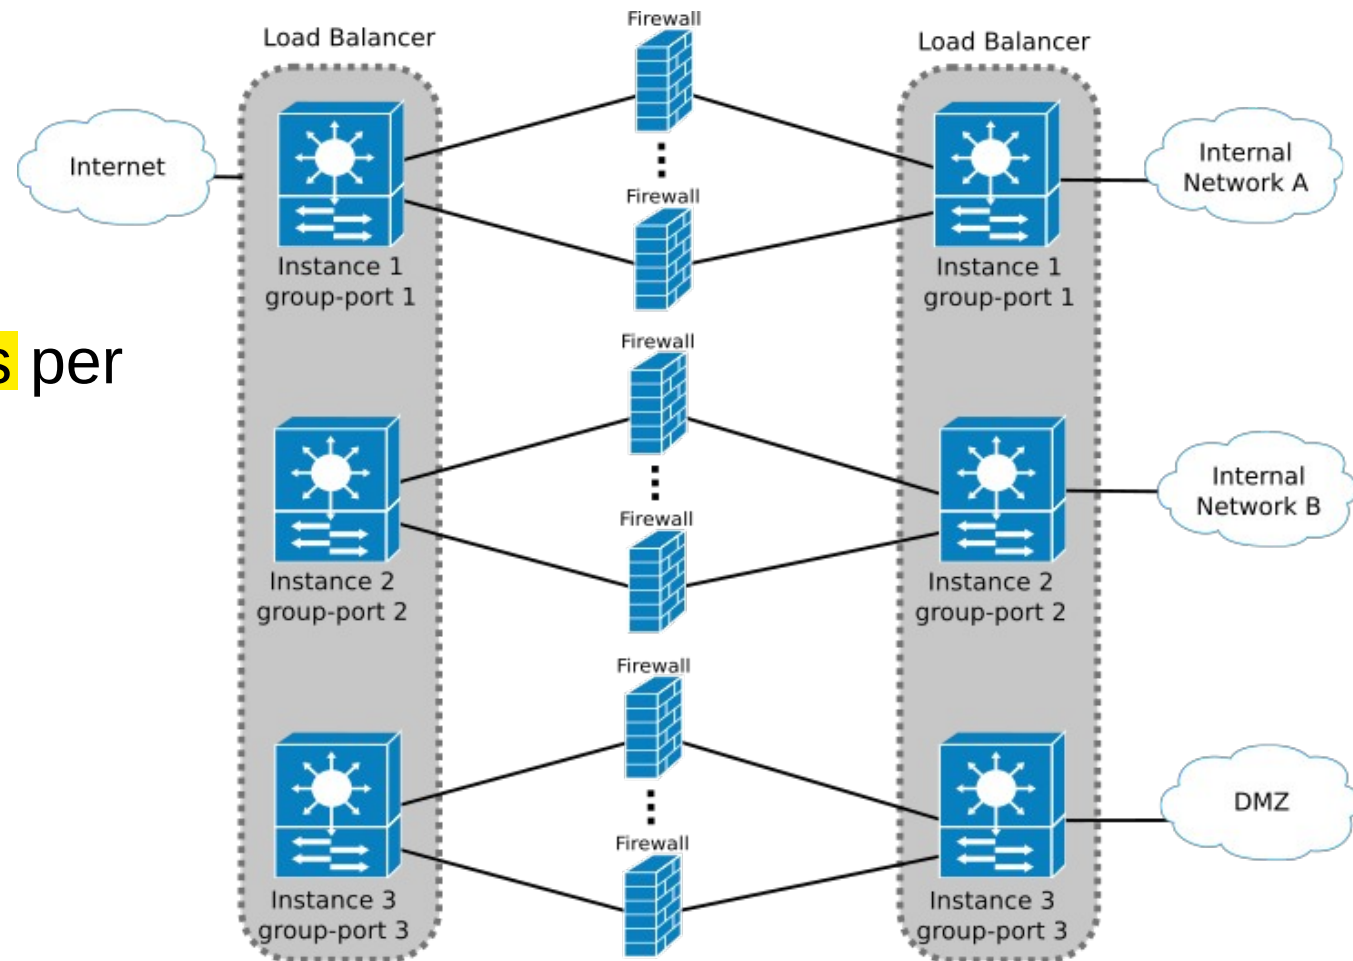 Firewall
Load Balancer
Load Balancer
Internet
Internal
Network A
Firewall
Instance 1
group-port 1
Instance 1
group-port 1
s per
Firewall
Internal
Network B
Firewall
Instance 2
group-port 2
Instance 2
group-port 2
Firewall
DMZ
Firewall
Instance 3
group-port 3
Instance 3
group-port 3